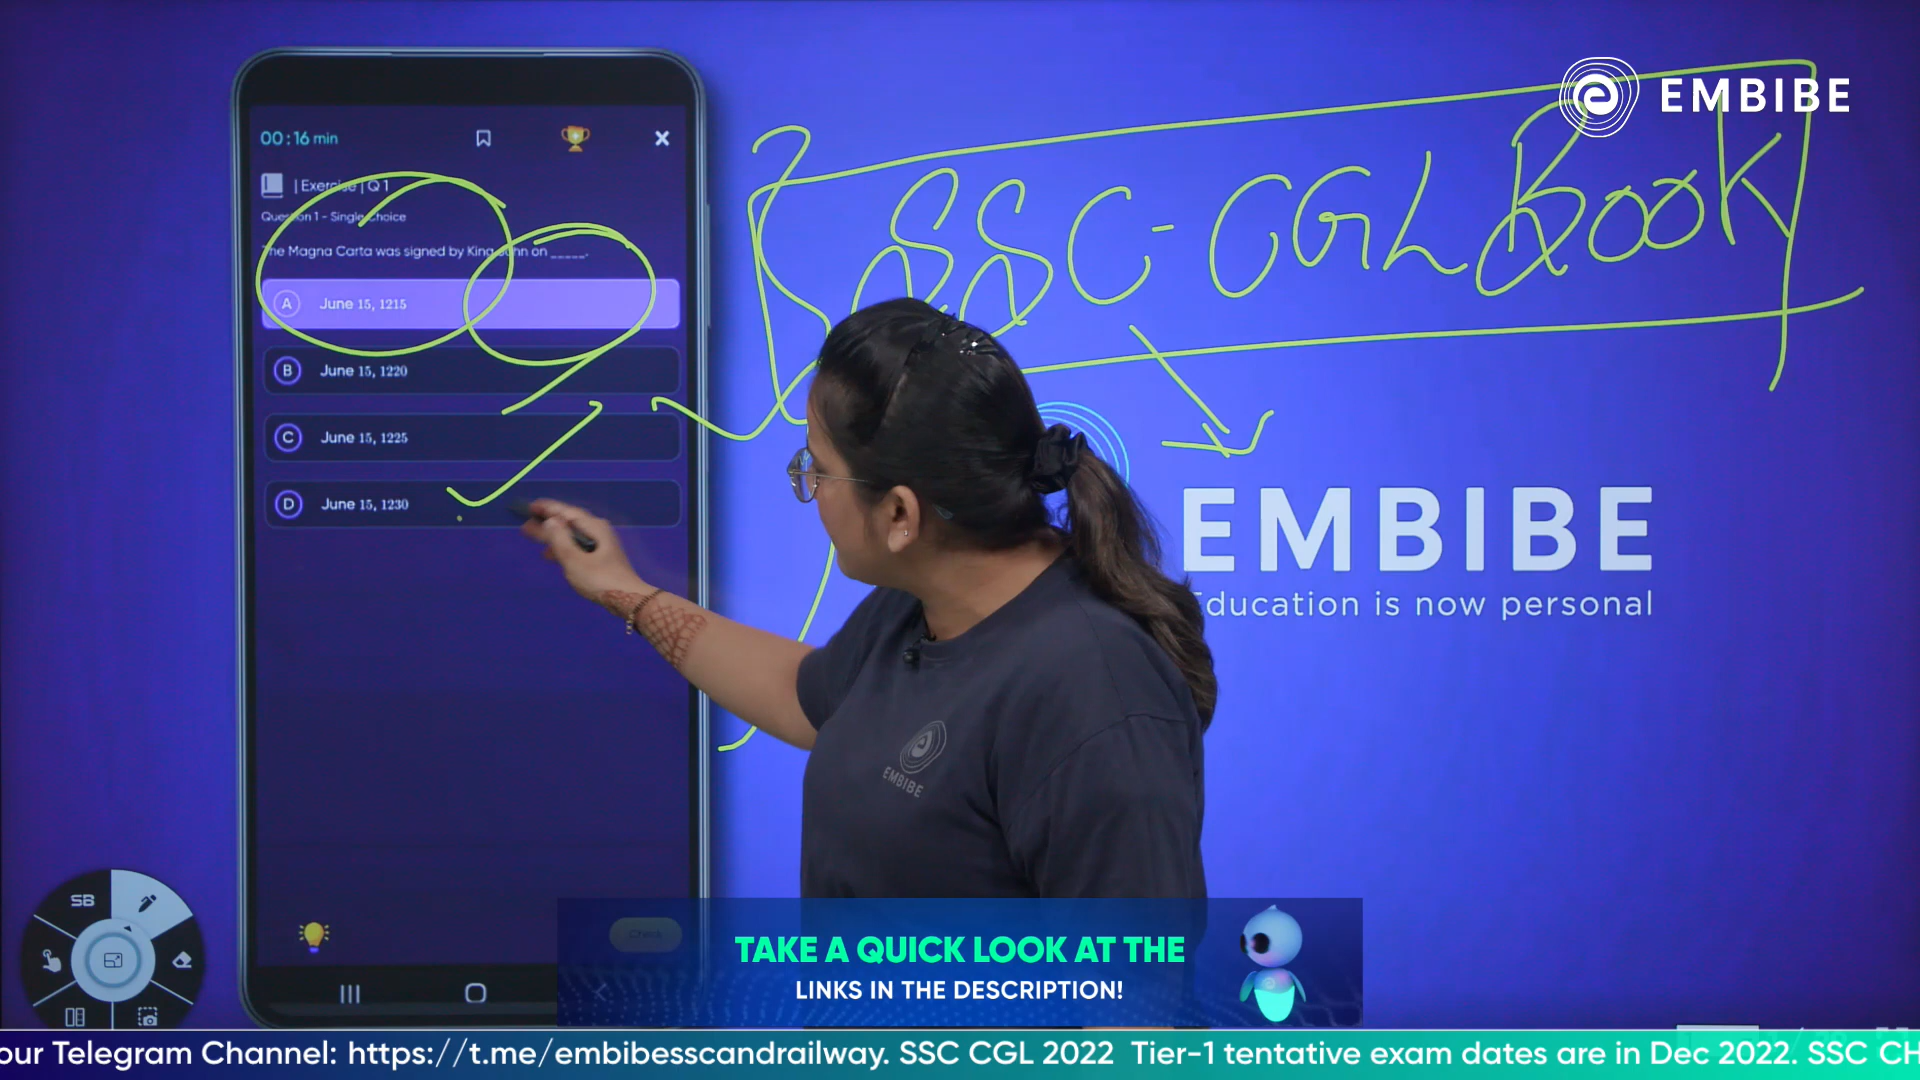 EMBIBE
SSC-CGL Book
00:16 min
| Exercise | Q 1
Question 1 - Single Choice
The Magna Carta was signed by King John on _____.
A June 15, 1215
B June 15, 1220
C June 15, 1225
D June 15, 1230
EMBIBE
Education is now personal
EMBIBE
SB
Check
TAKE A QUICK LOOK AT THE
LINKS IN THE DESCRIPTION!
our Telegram Channel: https://t.me/embibesscandrailway. SSC CGL 2022 Tier-1 tentative exam dates are in Dec 2022. SSC CH